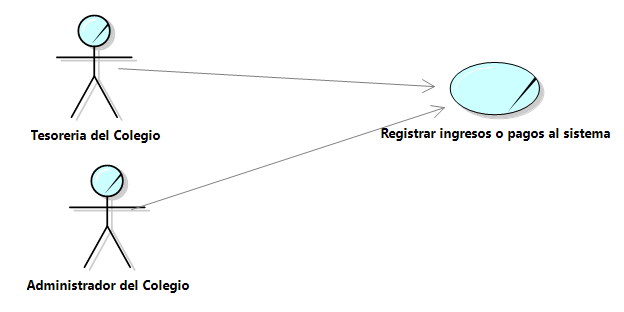 Tesoreria del Colegio
Registrar ingresos o pagos al sistema
Administrador del Colegio